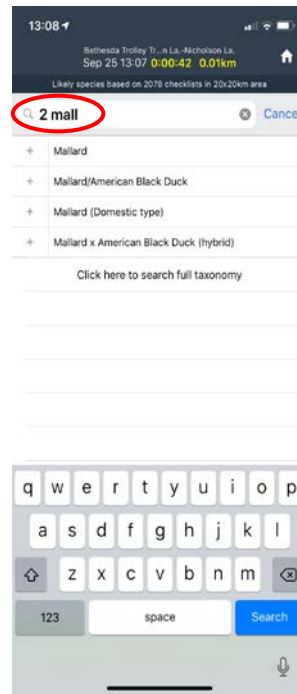 13:08
Bethesda Trolley Tr...n La.-Nicholson La.
Sep 25 13:07 0:00:42 0.01km
Likely species based on 2078 checklists in 20x20km area
2 mall
Cance
+ Mallard
+ Mallard/American Black Duck
+ Mallard (Domestic type)
+ Mallard x American Black Duck (hybrid)
Click here to search full taxonomy
q w e r t y u i o p
a s d f g h j k l
z x c v b n m
123 space Search